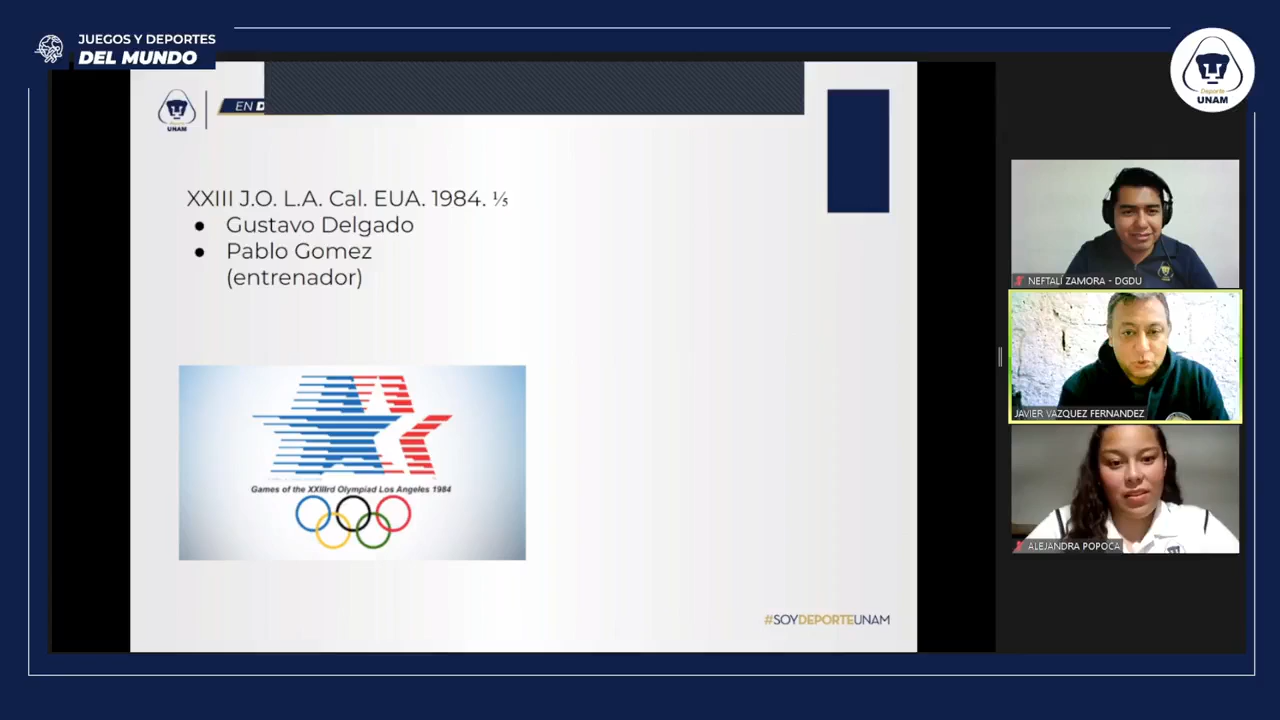 JUEGOS Y DEPORTES
DEL MUNDO
Deporte
UNAM
UNAM
EN D
XXIII J.O. L.A. Cal. EUA. 1984. ⅕
● Gustavo Delgado
● Pablo Gomez
(entrenador)
Games of the XXIIIrd Olympiad Los Angeles 1984
#SOYDEPORTEUNAM
NEFTALÍ ZAMORA - DGDU
JAVIER VAZQUEZ FERNANDEZ
ALEJANDRA POPOCA